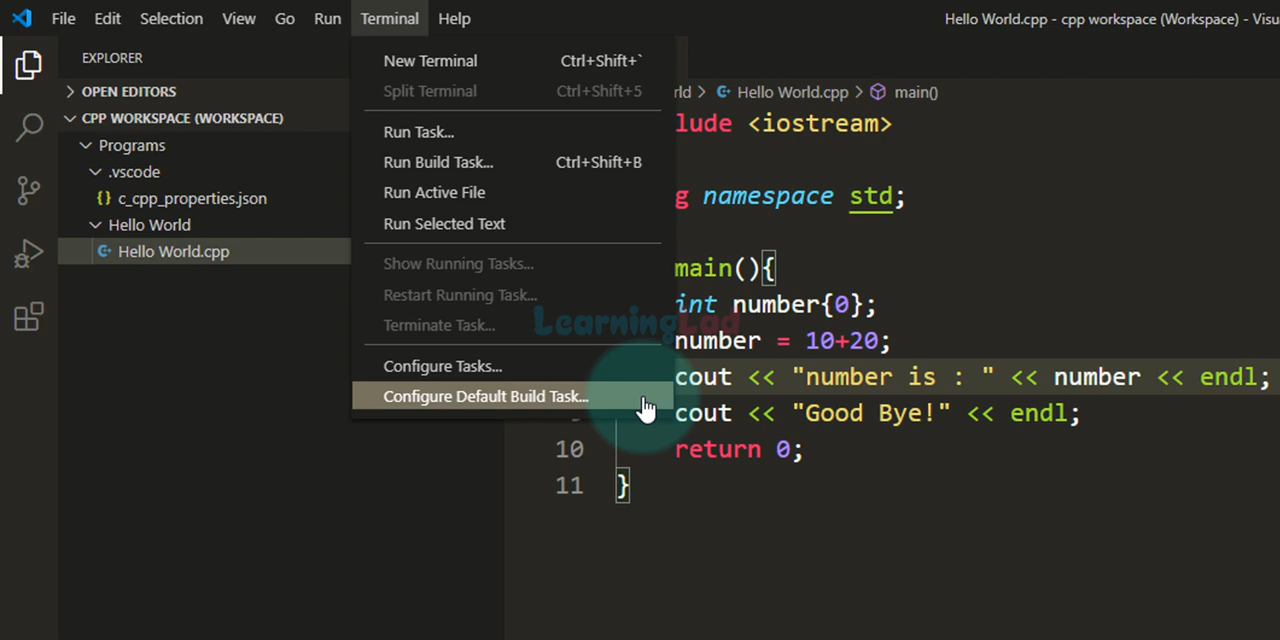 File Edit Selection View Go Run Terminal Help
Hello World.cpp - cpp workspace (Workspace) - Visu
EXPLORER
OPEN EDITORS
CPP WORKSPACE (WORKSPACE)
Programs
.vscode
{} c_cpp_properties.json
Hello World
Hello World.cpp
New Terminal Ctrl+Shift+`
Split Terminal Ctrl+Shift+5
Run Task...
Run Build Task... Ctrl+Shift+B
Run Active File
Run Selected Text
Show Running Tasks...
Restart Running Task...
Terminate Task...
Configure Tasks...
Configure Default Build Task...
LearningLad
rld > Hello World.cpp > main()
lude <iostream>
g namespace std;
main(){
int number{0};
number = 10+20;
cout << "number is : " << number << endl;
cout << "Good Bye!" << endl;
10 return 0;
11 }